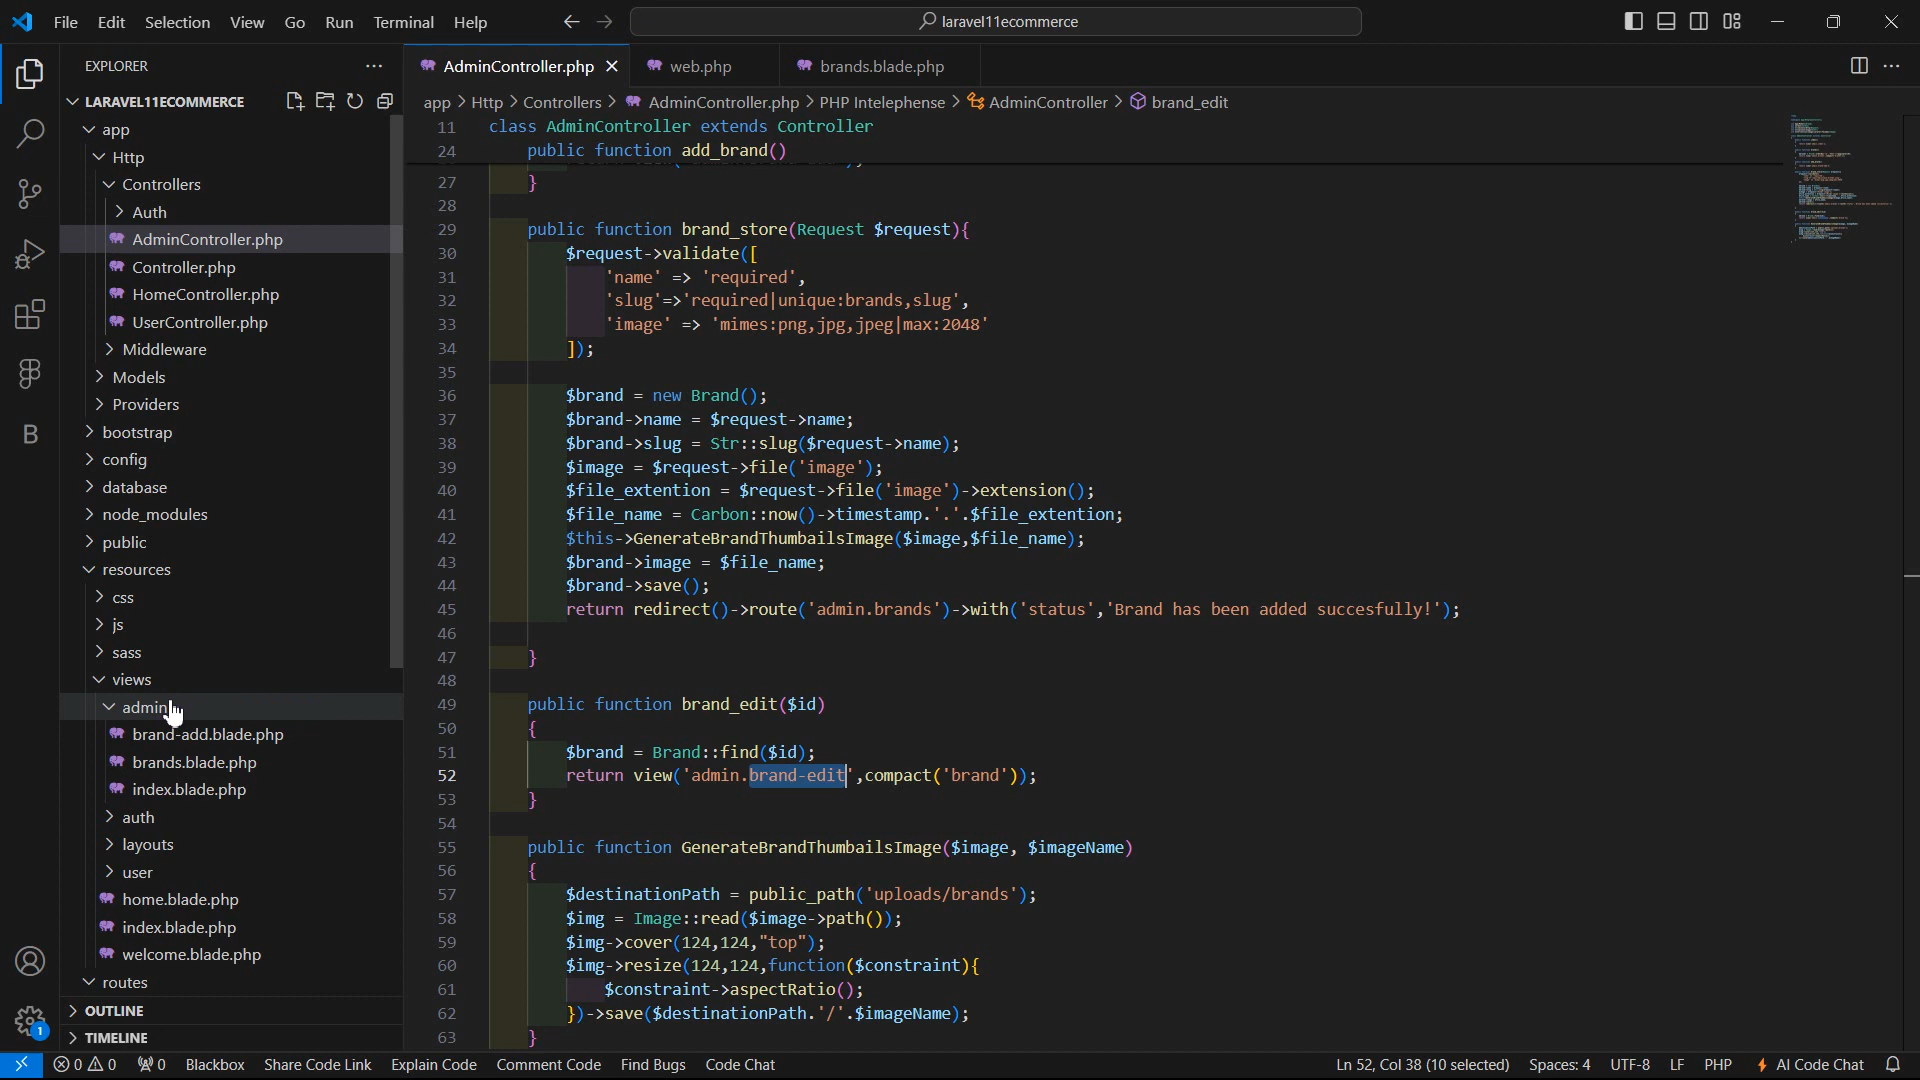 File Edit Selection View Go Run Terminal Help
laravel11ecommerce
EXPLORER
LARAVEL11ECOMMERCE
app
Http
Controllers
Auth
AdminController.php
Controller.php
HomeController.php
UserController.php
Middleware
Models
Providers
bootstrap
config
database
node_modules
public
resources
css
js
sass
views
admin
brand-add.blade.php
brands.blade.php
index.blade.php
auth
layouts
user
home.blade.php
index.blade.php
welcome.blade.php
routes
OUTLINE
TIMELINE
AdminController.php web.php brands.blade.php
app > Http > Controllers > AdminController.php > PHP Intelephense > AdminController > brand_edit
11 class AdminController extends Controller
24 public function add_brand()
27 }
28
29 public function brand_store(Request $request){
30 $request->validate([
31 'name' => 'required',
32 'slug'=>'required|unique:brands,slug',
33 'image' => 'mimes:png,jpg,jpeg|max:2048'
34 ]);
35
36 $brand = new Brand();
37 $brand->name = $request->name;
38 $brand->slug = Str::slug($request->name);
39 $image = $request->file('image');
40 $file_extention = $request->file('image')->extension();
41 $file_name = Carbon::now()->timestamp.'.'.$file_extention;
42 $this->GenerateBrandThumbailsImage($image,$file_name);
43 $brand->image = $file_name;
44 $brand->save();
45 return redirect()->route('admin.brands')->with('status','Brand has been added succesfully!');
46
47 }
48
49 public function brand_edit($id)
50 {
51 $brand = Brand::find($id);
52 return view('admin.brand-edit',compact('brand'));
53 }
54
55 public function GenerateBrandThumbailsImage($image, $imageName)
56 {
57 $destinationPath = public_path('uploads/brands');
58 $img = Image::read($image->path());
59 $img->cover(124,124,"top");
60 $img->resize(124,124,function($constraint){
61 $constraint->aspectRatio();
62 })->save($destinationPath.'/'.$imageName);
63 }
B
1
0 0 0 Blackbox Share Code Link Explain Code Comment Code Find Bugs Code Chat Ln 52, Col 38 (10 selected) Spaces: 4 UTF-8 LF PHP AI Code Chat